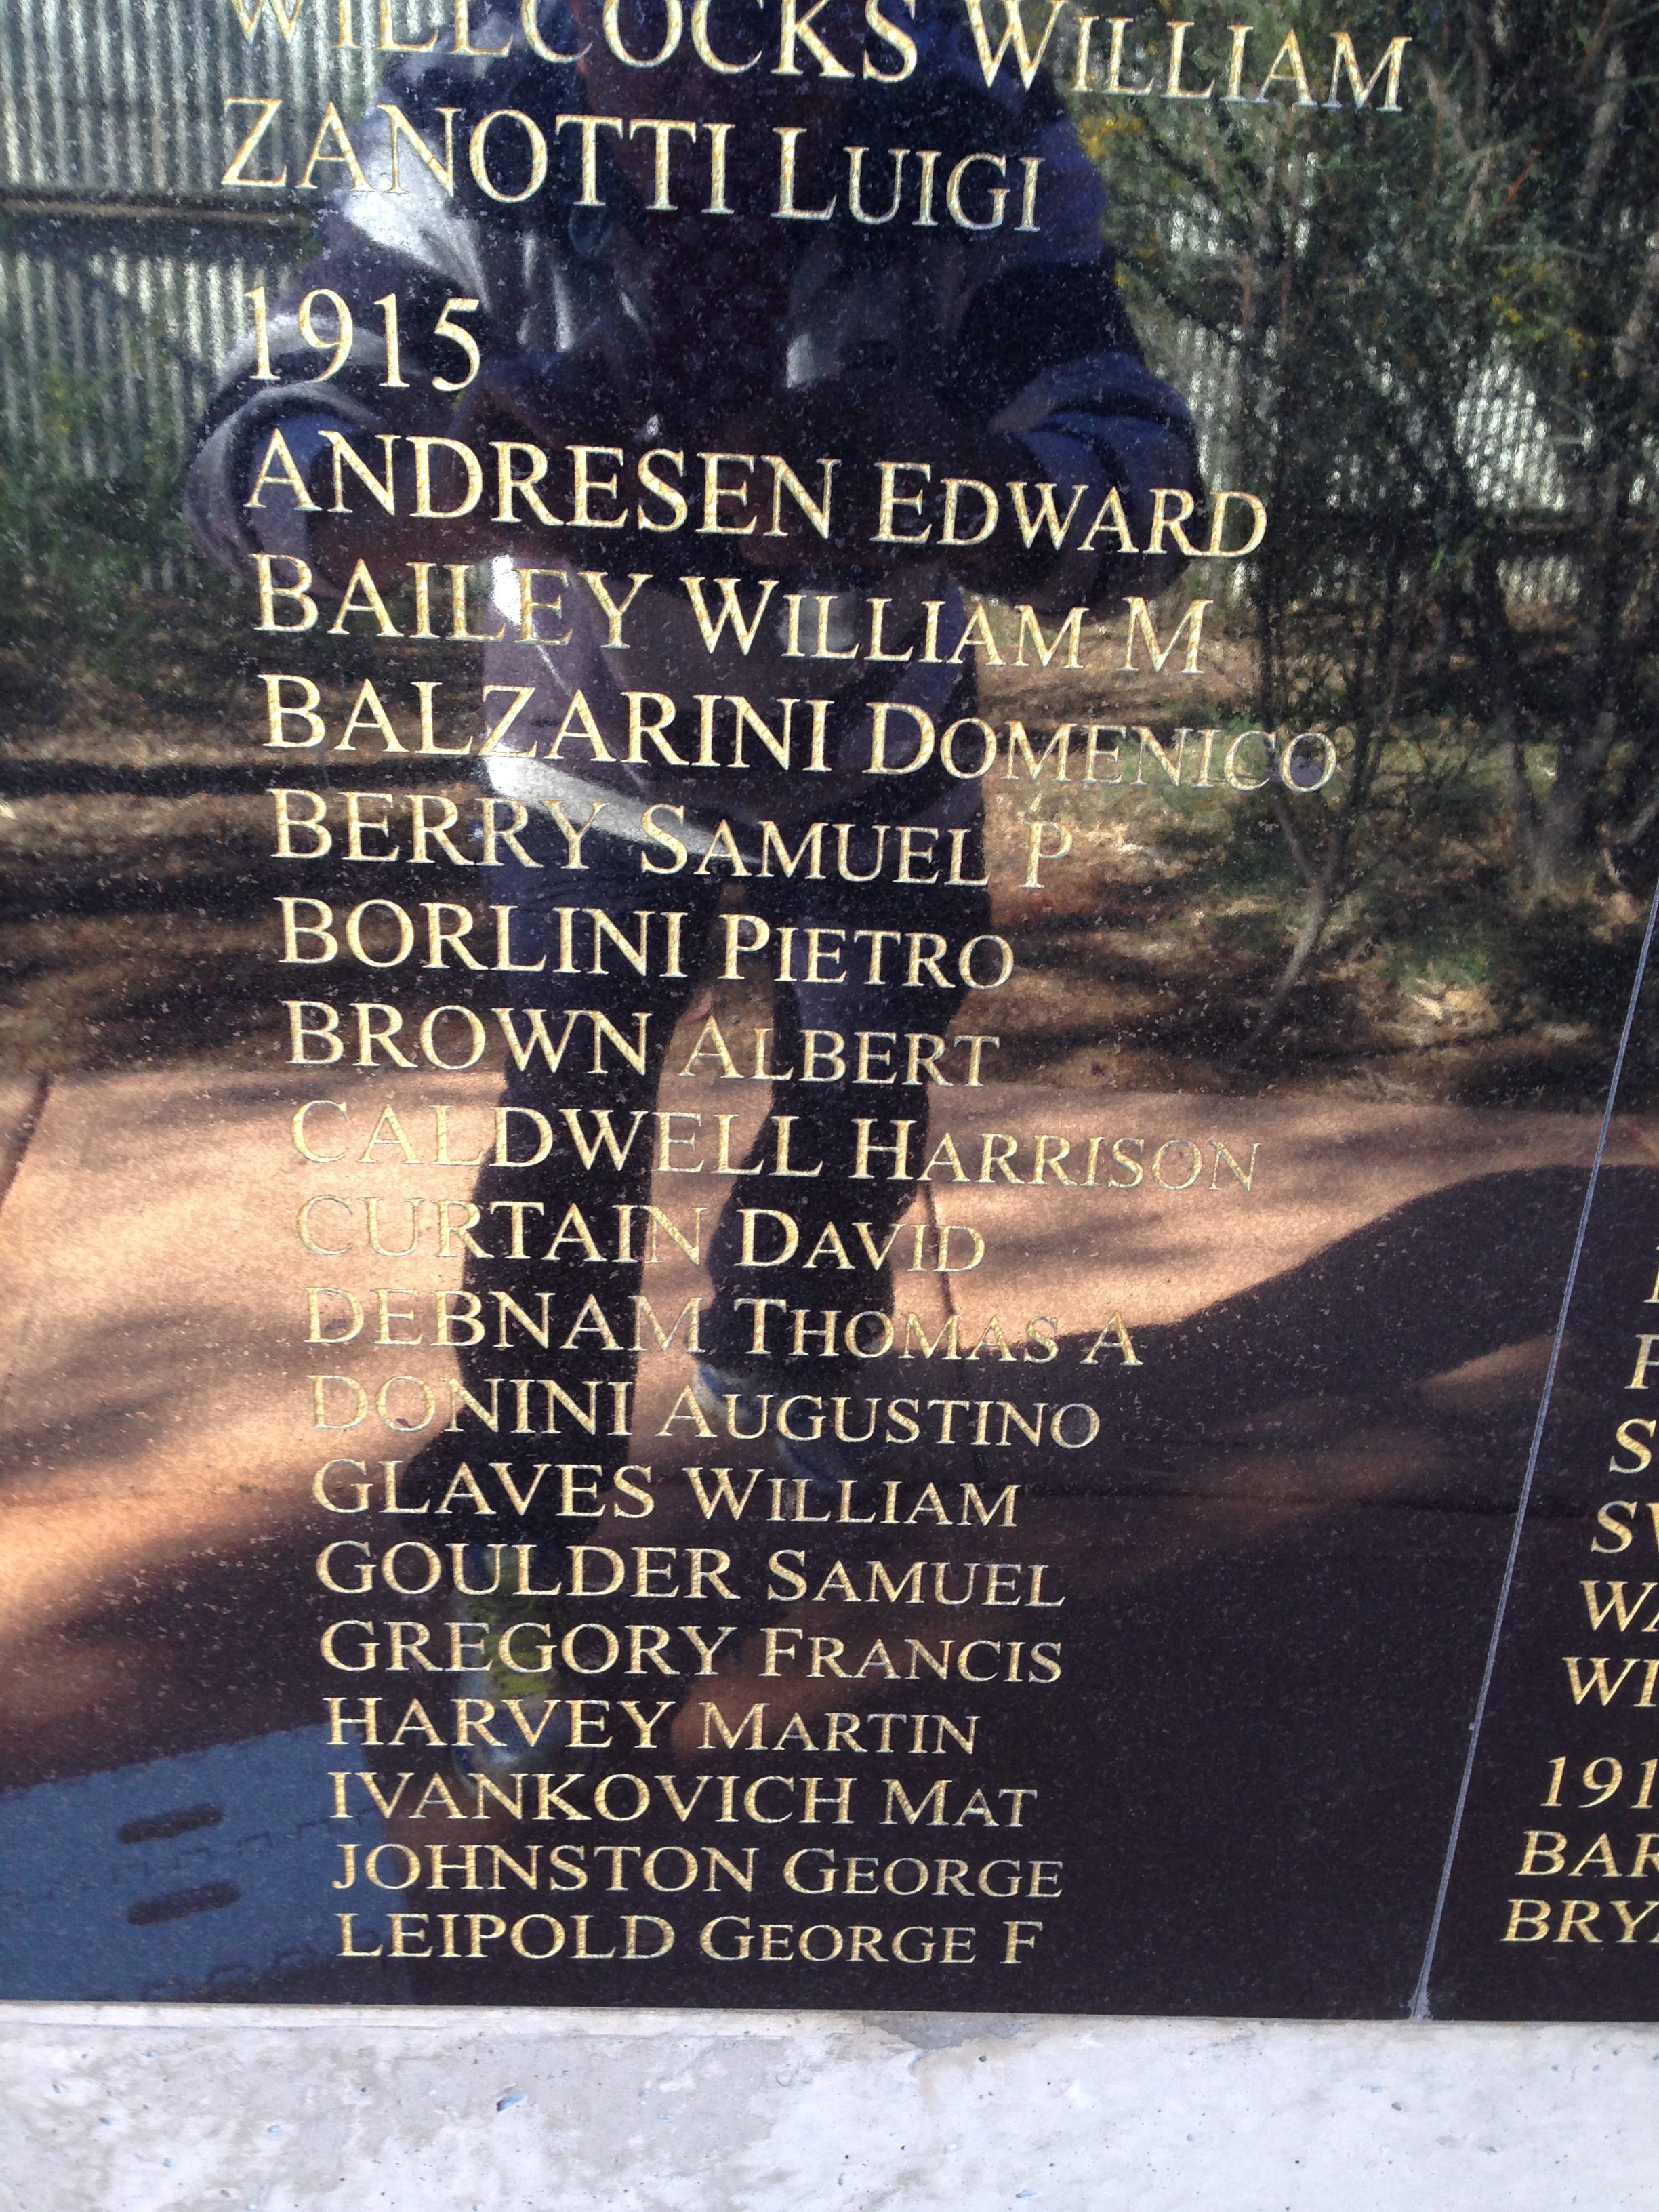 WILLCOCKS WILLIAM
ZANOTTI LUIGI
1915
ANDRESEN EDWARD
BAILEY WILLIAM M
BALZARINI DOMENICO
BERRY SAMUEL P
BORLINI PIETRO
BROWN ALBERT
CALDWELL HARRISON
CURTAIN DAVID
DEBNAM THOMAS A
DONINI AUGUSTINO
GLAVES WILLIAM
GOULDER SAMUEL
GREGORY FRANCIS
HARVEY MARTIN
IVANKOVICH MAT
JOHNSTON GEORGE
LEIPOLD GEORGE F